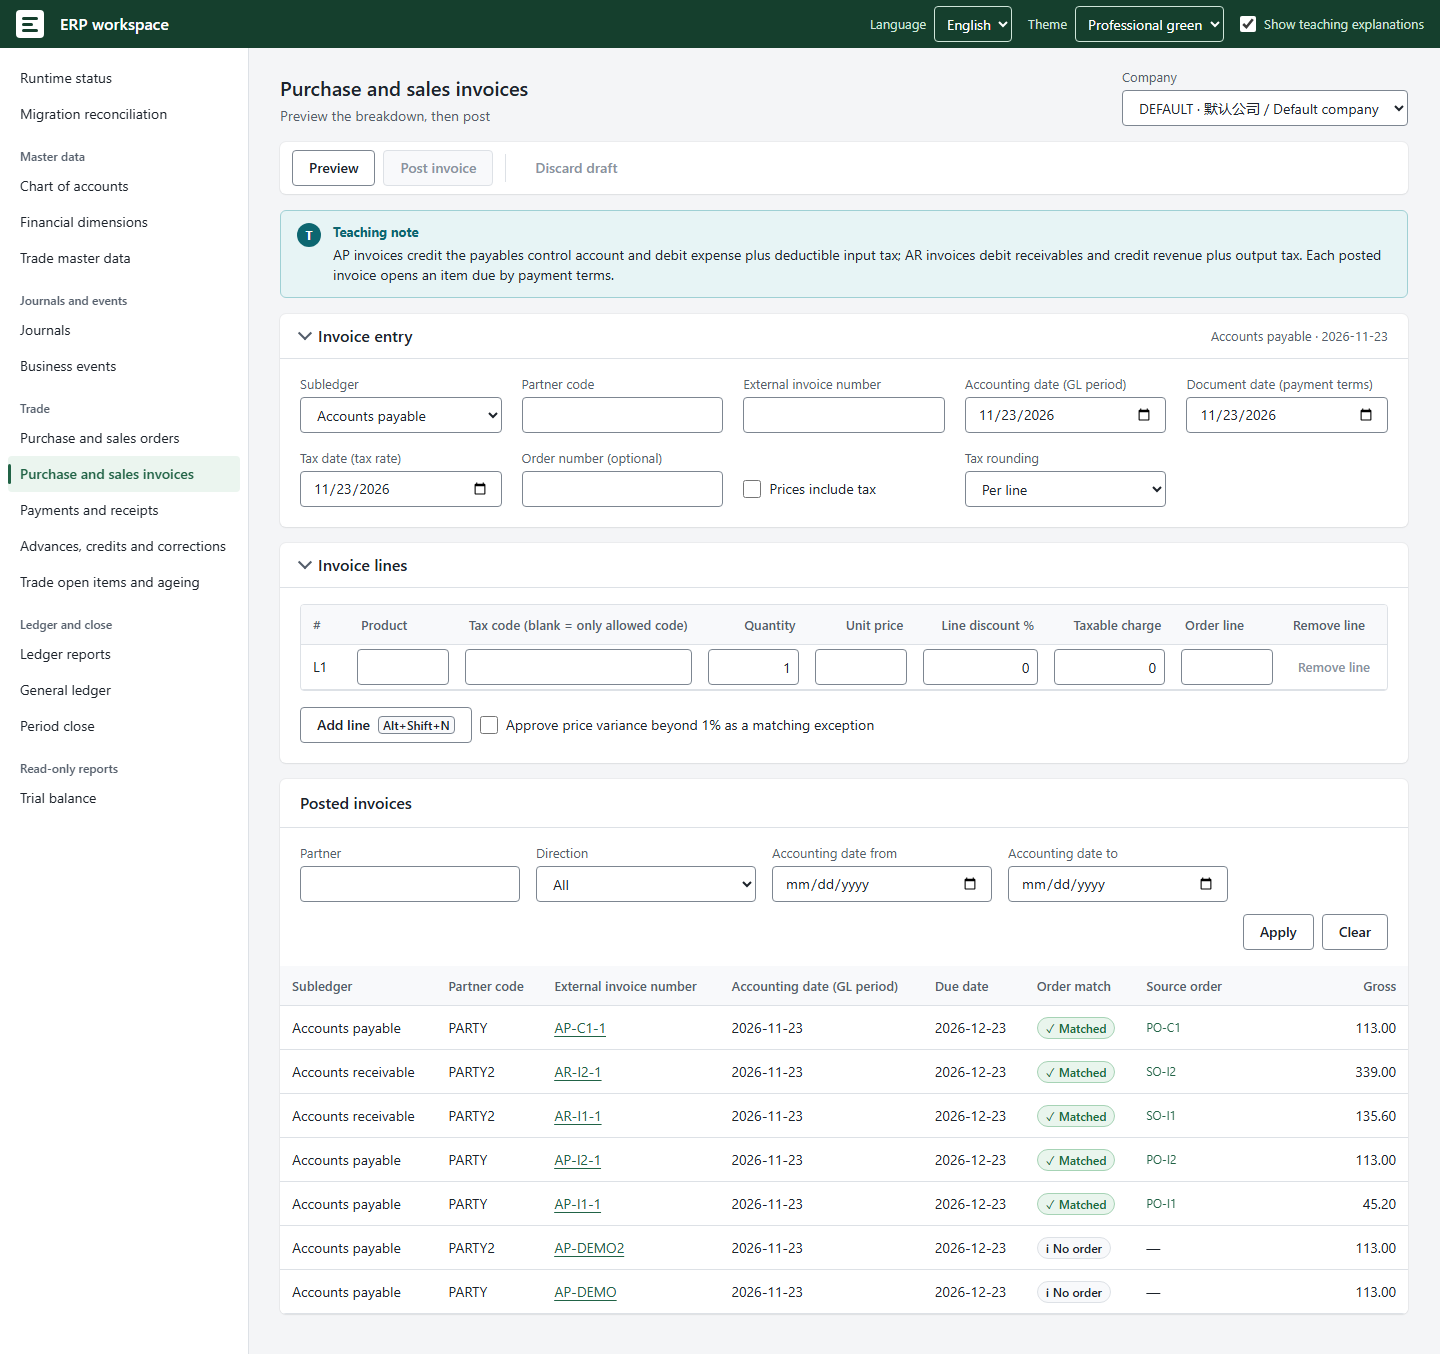 ERP workspace
Language English Theme Professional green Show teaching explanations
Runtime status
Migration reconciliation
Master data
Chart of accounts
Financial dimensions
Trade master data
Journals and events
Journals
Business events
Trade
Purchase and sales orders
Purchase and sales invoices
Payments and receipts
Advances, credits and corrections
Trade open items and ageing
Ledger and close
Ledger reports
General ledger
Period close
Read-only reports
Trial balance
Purchase and sales invoices
Preview the breakdown, then post
Company
DEFAULT · 默认公司 / Default company
Preview Post invoice Discard draft
T Teaching note
AP invoices credit the payables control account and debit expense plus deductible input tax; AR invoices debit receivables and credit revenue plus output tax. Each posted
invoice opens an item due by payment terms.
Invoice entry Accounts payable · 2026-11-23
Subledger Partner code External invoice number Accounting date (GL period) Document date (payment terms)
Accounts payable 11/23/2026 11/23/2026
Tax date (tax rate) Order number (optional) Tax rounding
11/23/2026 Prices include tax Per line
Invoice lines
# Product Tax code (blank = only allowed code) Quantity Unit price Line discount % Taxable charge Order line Remove line
L1 1 0 0 Remove line
Add line Alt+Shift+N Approve price variance beyond 1% as a matching exception
Posted invoices
Partner Direction Accounting date from Accounting date to
All mm/dd/yyyy mm/dd/yyyy
Apply Clear
Subledger Partner code External invoice number Accounting date (GL period) Due date Order match Source order Gross
Accounts payable PARTY AP-C1-1 2026-11-23 2026-12-23 ✓ Matched PO-C1 113.00
Accounts receivable PARTY2 AR-I2-1 2026-11-23 2026-12-23 ✓ Matched SO-I2 339.00
Accounts receivable PARTY2 AR-I1-1 2026-11-23 2026-12-23 ✓ Matched SO-I1 135.60
Accounts payable PARTY AP-I2-1 2026-11-23 2026-12-23 ✓ Matched PO-I2 113.00
Accounts payable PARTY AP-I1-1 2026-11-23 2026-12-23 ✓ Matched PO-I1 45.20
Accounts payable PARTY2 AP-DEMO2 2026-11-23 2026-12-23 i No order — 113.00
Accounts payable PARTY AP-DEMO 2026-11-23 2026-12-23 i No order — 113.00